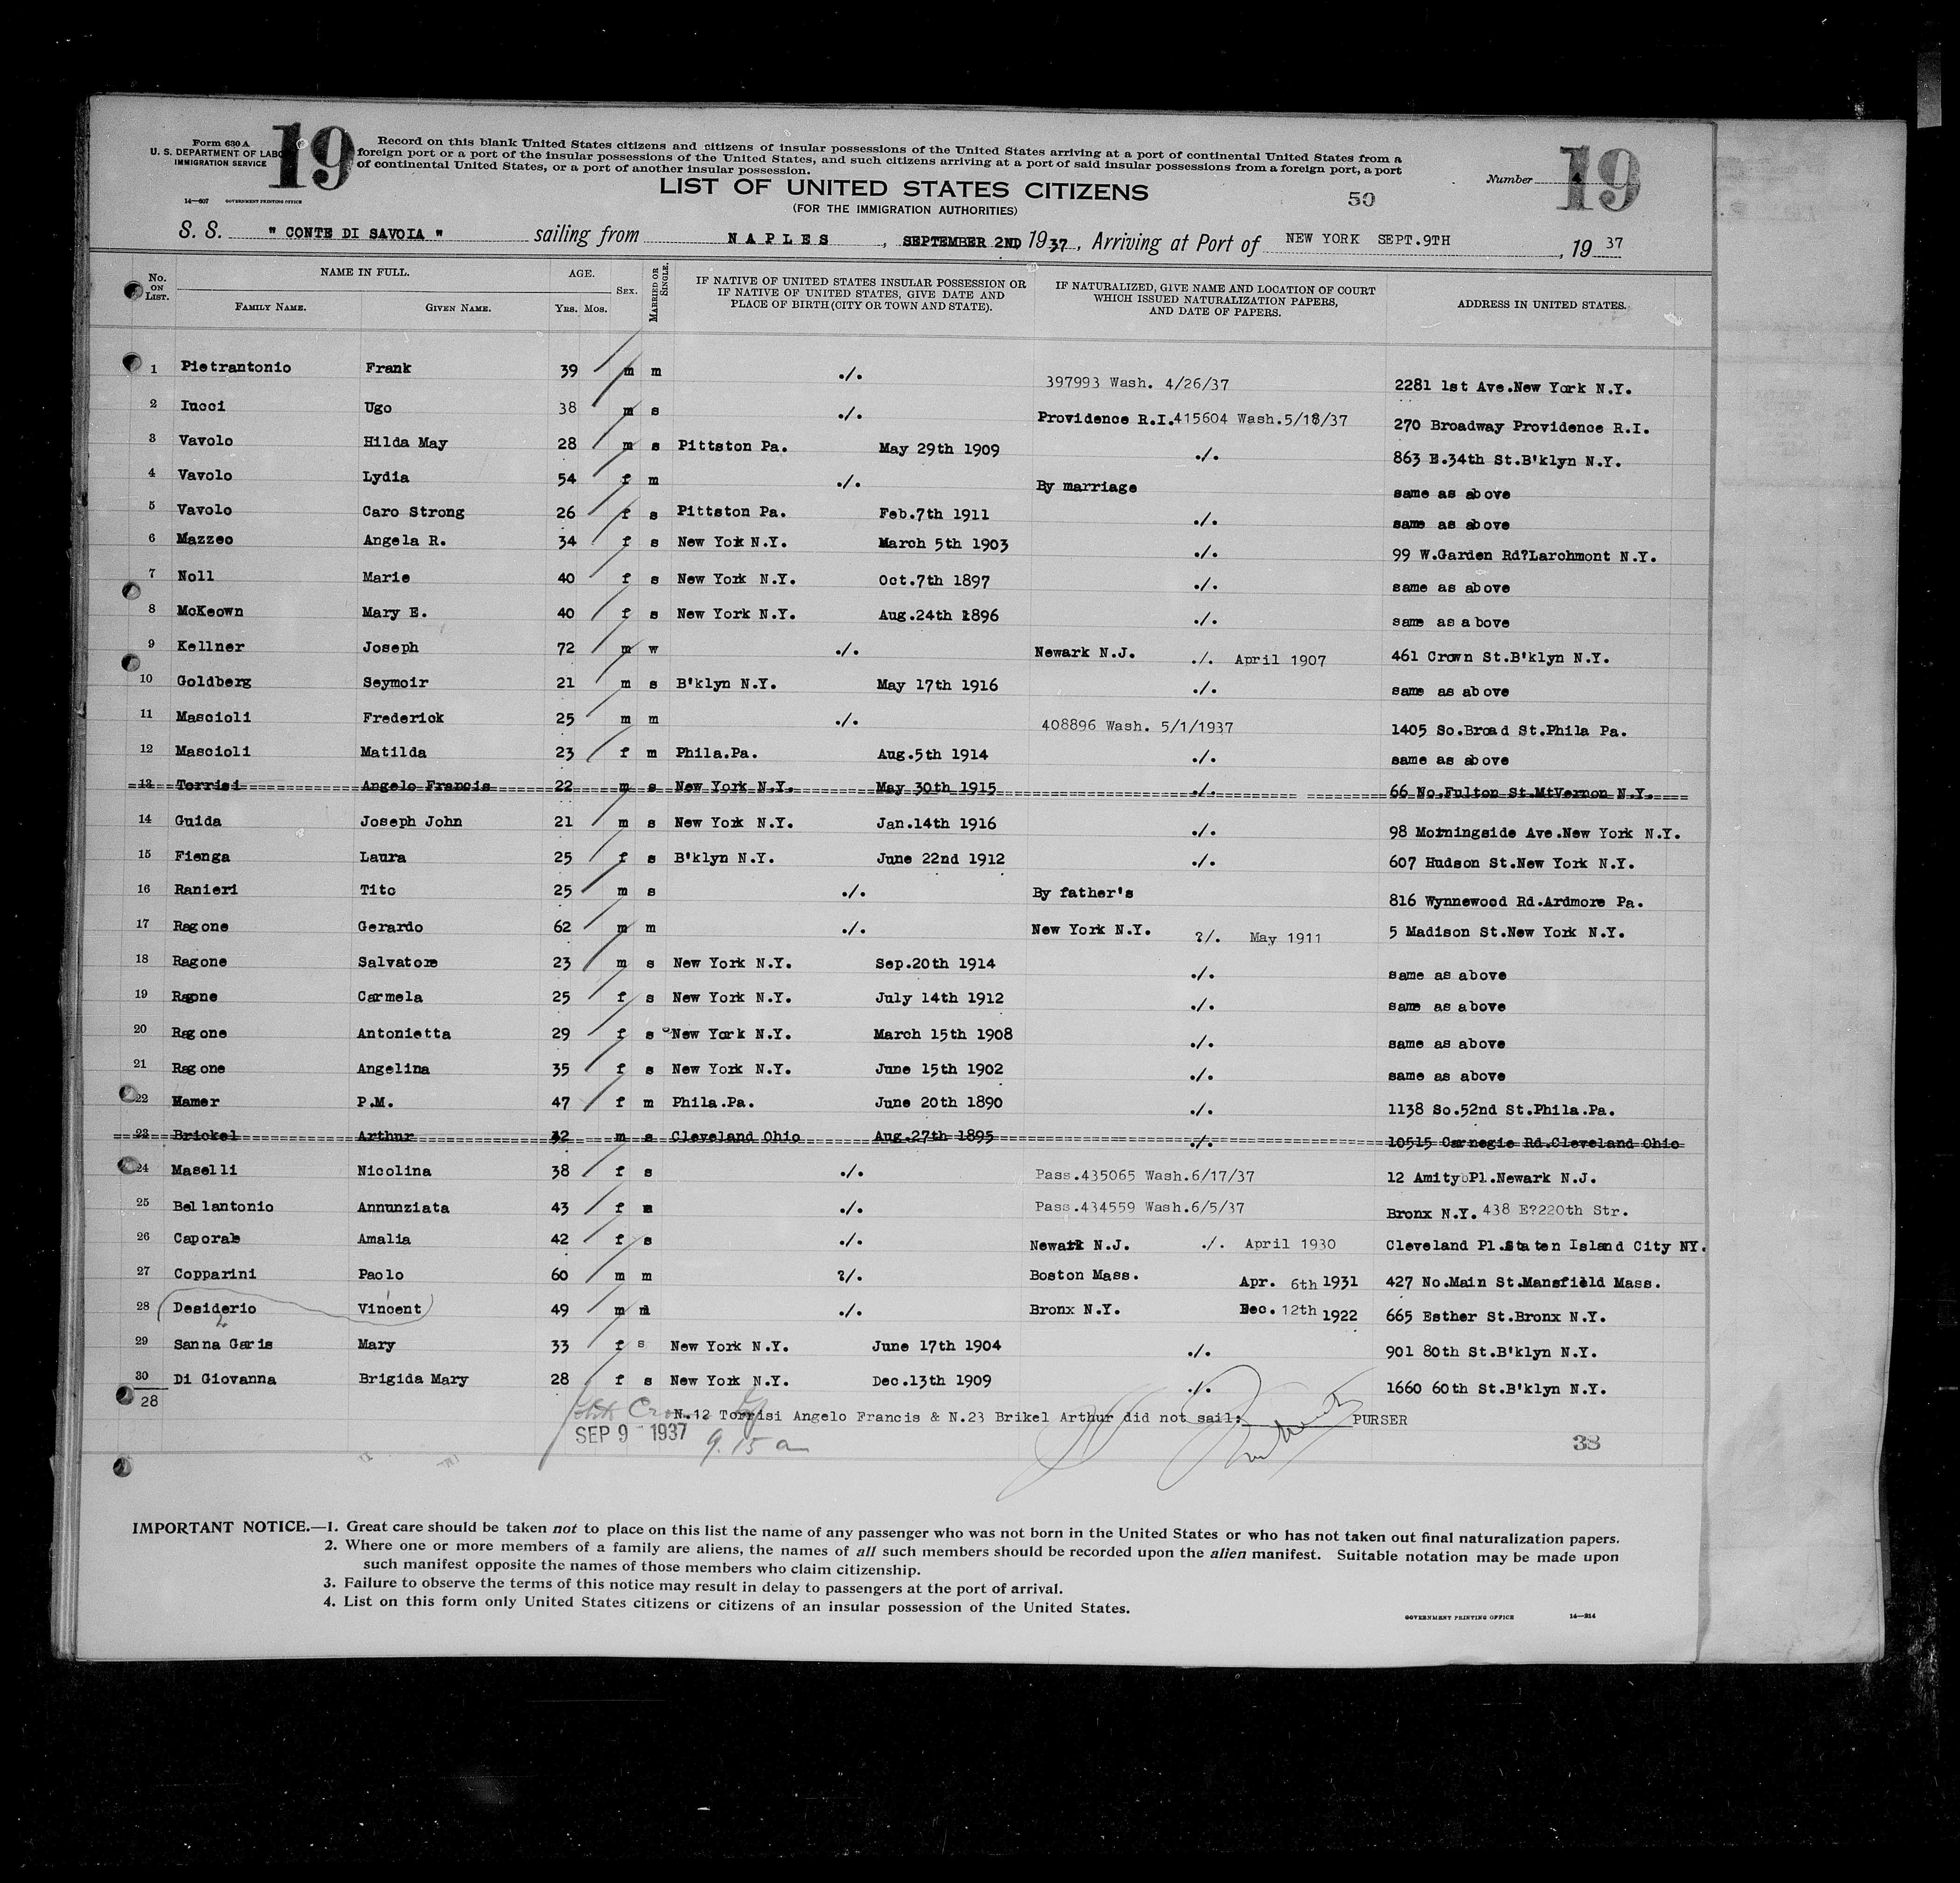 Form 630 A
U. S. DEPARTMENT OF LABO
IMMIGRATION SERVICE
14—607 GOVERNMENT PRINTING OFFICE
19
Record on this blank United States citizens and citizens of insular possessions of the United States arriving at a port of continental United States from a
foreign port or a port of the insular possessions of the United States, and such citizens arriving at a port of said insular possessions from a foreign port, a port
of continental United States, or a port of another insular possession.
LIST OF UNITED STATES CITIZENS
(FOR THE IMMIGRATION AUTHORITIES)
50
Number 4
19
S. S. " CONTE DI SAVOIA " sailing from NAPLES , SEPTEMBER 2ND 1937 , Arriving at Port of NEW YORK SEPT.9TH , 19 37
No. ON LIST.
NAME IN FULL.
FAMILY NAME. GIVEN NAME.
AGE.
YRS. MOS.
SEX.
MARRIED OR SINGLE.
IF NATIVE OF UNITED STATES INSULAR POSSESSION OR
IF NATIVE OF UNITED STATES, GIVE DATE AND
PLACE OF BIRTH (CITY OR TOWN AND STATE).
IF NATURALIZED, GIVE NAME AND LOCATION OF COURT
WHICH ISSUED NATURALIZATION PAPERS,
AND DATE OF PAPERS.
ADDRESS IN UNITED STATES.
1 Pietrantonio Frank 39 m m ./. 397993 Wash. 4/26/37 2281 1st Ave.New York N.Y.
2 Iucci Ugo 38 m s ./. Providence R.I.415604 Wash.5/18/37 270 Broadway Providence R.I.
3 Vavolo Hilda May 28 m s Pittston Pa. May 29th 1909 ./. 863 E.34th St.B'klyn N.Y.
4 Vavolo Lydia 54 f m ./. By marriage same as above
5 Vavolo Caro Strong 26 f s Pittston Pa. Feb.7th 1911 ./. same as above
6 Mazzeo Angela R. 34 f s New Yok N.Y. March 5th 1903 ./. 99 W.Garden Rd?Larchmont N.Y.
7 Noll Marie 40 f s New York N.Y. Oct.7th 1897 ./. same as above
8 McKeown Mary E. 40 f s New York N.Y. Aug.24th 1896 ./. same as above
9 Kellner Joseph 72 m w ./. Newark N.J. ./. April 1907 461 Crown St.B'klyn N.Y.
10 Goldberg Seymoir 21 m s B'klyn N.Y. May 17th 1916 ./. same as above
11 Mascioli Frederick 25 m m ./. 408896 Wash. 5/1/1937 1405 So.Broad St.Phila Pa.
12 Mascioli Matilda 23 f m Phila.Pa. Aug.5th 1914 ./. same as above
13 Torrisi Angelo Francis 22 m s New York N.Y. May 30th 1915 ./. 66 No.Fulton St.MtVernon N.Y.
14 Guida Joseph John 21 m s New York N.Y. Jan.14th 1916 ./. 98 Morningside Ave.New York N.Y.
15 Fienga Laura 25 f s B'klyn N.Y. June 22nd 1912 ./. 607 Hudson St.New York N.Y.
16 Ranieri Tito 25 m s ./. By father's 816 Wynnewood Rd.Ardmore Pa.
17 Ragone Gerardo 62 m m ./. New York N.Y. ?/. May 1911 5 Madison St.New York N.Y.
18 Ragone Salvatore 23 m s New York N.Y. Sep.20th 1914 ./. same as above
19 Ragone Carmela 25 f s New York N.Y. July 14th 1912 ./. same as above
20 Ragone Antonietta 29 f s New York N.Y. March 15th 1908 ./. same as above
21 Ragone Angelina 35 f s New York N.Y. June 15th 1902 ./. same as above
22 Mamer P.M. 47 f m Phila.Pa. June 20th 1890 ./. 1138 So.52nd St.Phila.Pa.
23 Brickel Arthur 42 m s Cleveland Ohio Aug.27th 1895 ./. 10515 Carnegie Rd.Cleveland Ohio
24 Maselli Nicolina 38 f s ./. Pass.435065 Wash.6/17/37 12 Amity Pl.Newark N.J.
25 Bellantonio Annunziata 43 f m ./. Pass.434559 Wash.6/5/37 Bronx N.Y. 438 E?220th Str.
26 Caporale Amalia 42 f s ./. Newark N.J. ./. April 1930 Cleveland Pl.Staten Island City NY.
27 Copparini Paolo 60 m m ?/. Boston Mass. Apr. 6th 1931 427 No.Main St.Mansfield Mass.
28 Desiderio Vincent 49 m m ./. Bronx N.Y. Dec. 12th 1922 665 Esther St.Bronx N.Y.
29 Sanna Garis Mary 33 f s New York N.Y. June 17th 1904 ./. 901 80th St.B'klyn N.Y.
30 Di Giovanna Brigida Mary 28 f s New York N.Y. Dec.13th 1909 ./. 1660 60th St.B'klyn N.Y.
28
N.12 Torrisi Angelo Francis & N.23 Brikel Arthur did not sail: PURSER
SEP 9 1937 9.15 a
38
IMPORTANT NOTICE.—1. Great care should be taken not to place on this list the name of any passenger who was not born in the United States or who has not taken out final naturalization papers.
2. Where one or more members of a family are aliens, the names of all such members should be recorded upon the alien manifest. Suitable notation may be made upon
such manifest opposite the names of those members who claim citizenship.
3. Failure to observe the terms of this notice may result in delay to passengers at the port of arrival.
4. List on this form only United States citizens or citizens of an insular possession of the United States.
GOVERNMENT PRINTING OFFICE 14—814